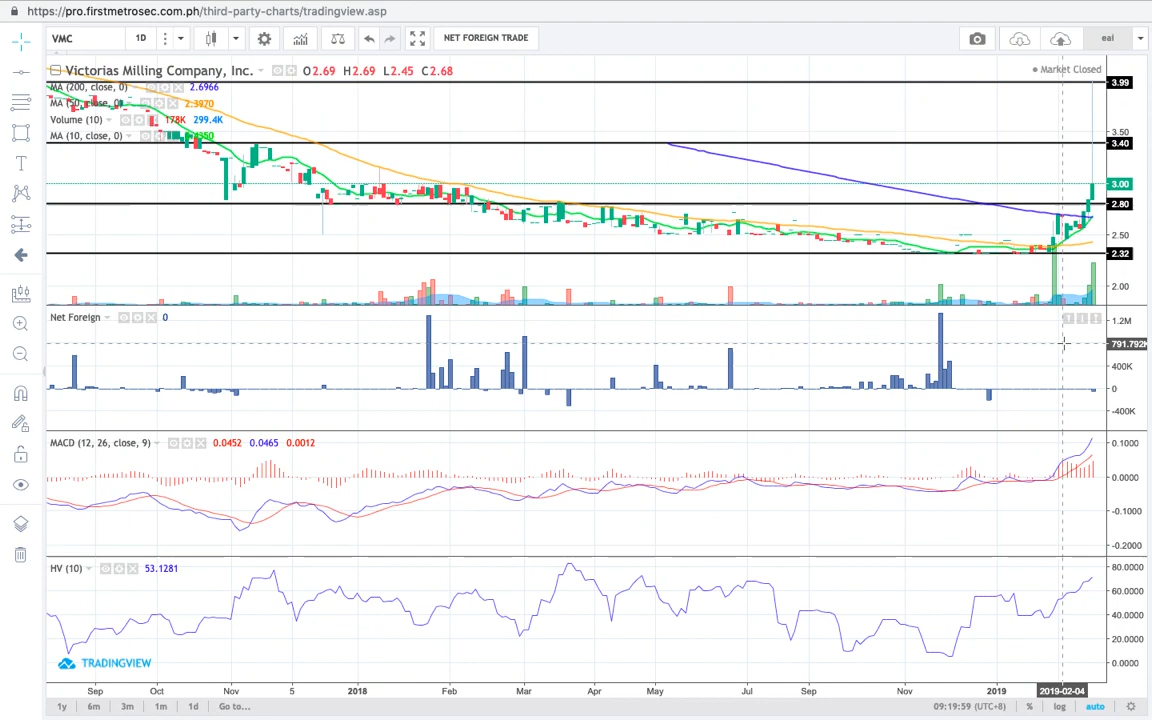 https://pro.firstmetrosec.com.ph/third-party-charts/tradingview.asp
VMC 1D NET FOREIGN TRADE eai
Victorias Milling Company, Inc. O2.69 H2.69 L2.45 C2.68
Market Closed
MA (200, close, 0) 2.6966
MA (50, close, 0) 2.3970
Volume (10) 178K 299.4K
MA (10, close, 0)
3.99
3.50
3.40
3.00
2.80
2.50
2.32
2.00
Net Foreign 0
1.2M
791.792K
400K
0
-400K
MACD (12, 26, close, 9) 0.0452 0.0465 0.0012
0.1000
0.0000
-0.1000
-0.2000
HV (10) 53.1281
80.0000
60.0000
40.0000
20.0000
0.0000
TRADINGVIEW
Sep Oct Nov 5 2018 Feb Mar Apr May Jul Sep Nov 2019 2019-02-04
1y 6m 3m 1m 1d Go to... 09:19:59 (UTC+8) % log auto